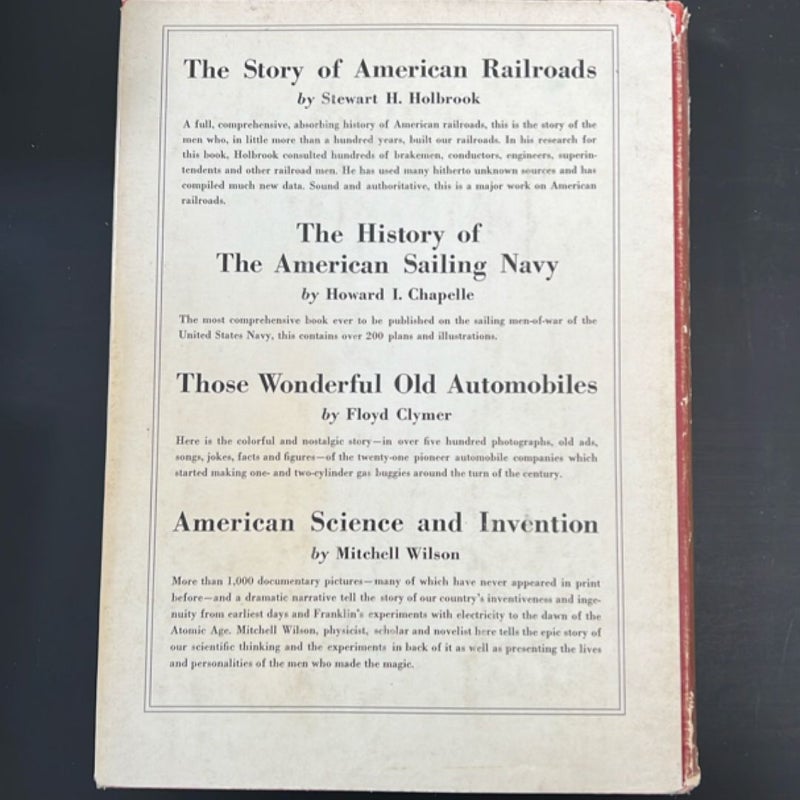 The Story of American Railroads
by Stewart H. Holbrook
A full, comprehensive, absorbing history of American railroads, this is the story of the
men who, in little more than a hundred years, built our railroads. In his research for
this book, Holbrook consulted hundreds of brakemen, conductors, engineers, superin-
tendents and other railroad men. He has used many hitherto unknown sources and has
compiled much new data. Sound and authoritative, this is a major work on American
railroads.
The History of
The American Sailing Navy
by Howard I. Chapelle
The most comprehensive book ever to be published on the sailing men-of-war of the
United States Navy, this contains over 200 plans and illustrations.
Those Wonderful Old Automobiles
by Floyd Clymer
Here is the colorful and nostalgic story—in over five hundred photographs, old ads,
songs, jokes, facts and figures—of the twenty-one pioneer automobile companies which
started making one- and two-cylinder gas buggies around the turn of the century.
American Science and Invention
by Mitchell Wilson
More than 1,000 documentary pictures—many of which have never appeared in print
before—and a dramatic narrative tell the story of our country's inventiveness and inge-
nuity from earliest days and Franklin's experiments with electricity to the dawn of the
Atomic Age. Mitchell Wilson, physicist, scholar and novelist here tells the epic story of
our scientific thinking and the experiments in back of it as well as presenting the lives
and personalities of the men who made the magic.